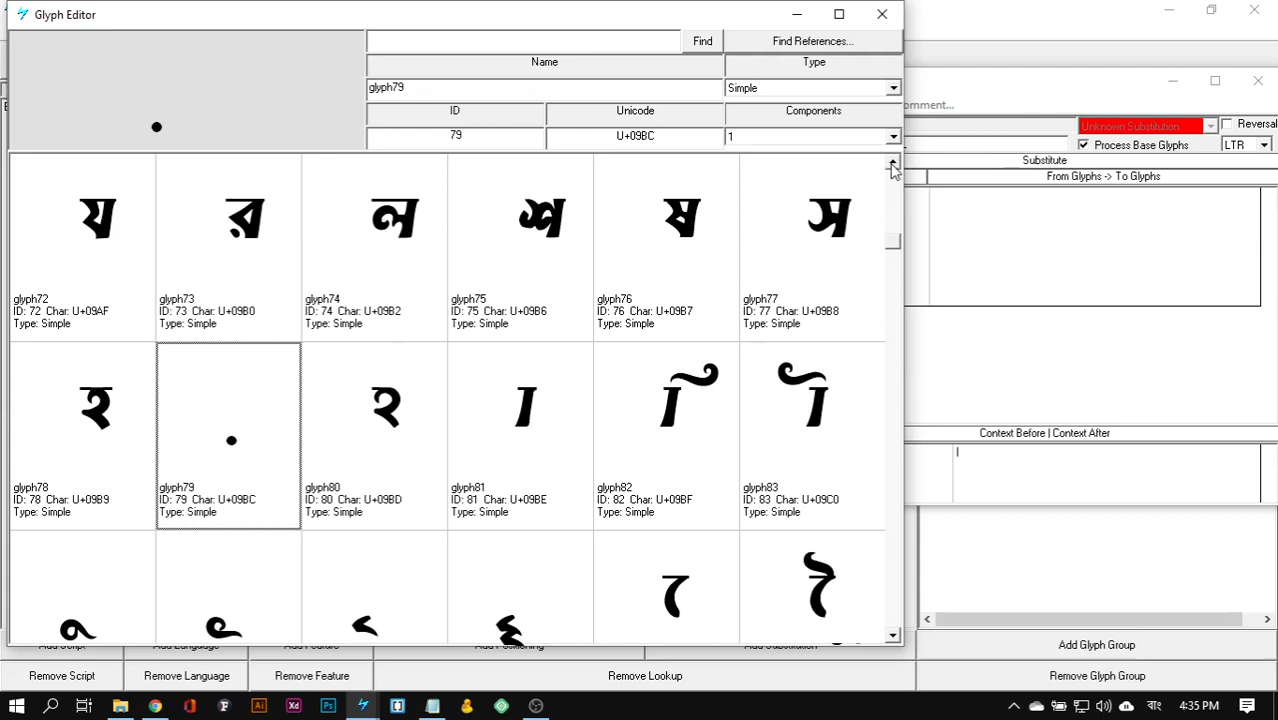 Glyph Editor
Find
Find References...
Name
Type
glyph79
Simple
ID
Unicode
Components
79
U+09BC
1
omment...
Unknown Substitution
Reversal
Process Base Glyphs
LTR
Substitute
From Glyphs -> To Glyphs
য র ল শ ষ স
glyph72 glyph73 glyph74 glyph75 glyph76 glyph77
ID: 72 Char: U+09AF ID: 73 Char: U+09B0 ID: 74 Char: U+09B2 ID: 75 Char: U+09B6 ID: 76 Char: U+09B7 ID: 77 Char: U+09B8
Type: Simple Type: Simple Type: Simple Type: Simple Type: Simple Type: Simple
হ ় ঽ া ি ী
glyph78 glyph79 glyph80 glyph81 glyph82 glyph83
ID: 78 Char: U+09B9 ID: 79 Char: U+09BC ID: 80 Char: U+09BD ID: 81 Char: U+09BE ID: 82 Char: U+09BF ID: 83 Char: U+09C0
Type: Simple Type: Simple Type: Simple Type: Simple Type: Simple Type: Simple
Context Before | Context After
ু ূ ৃ ৄ ে ৈ
Add Glyph Group
Remove Script
Remove Language
Remove Feature
Remove Lookup
Remove Glyph Group
Ai
Xd
Ps
বাং
4:35 PM